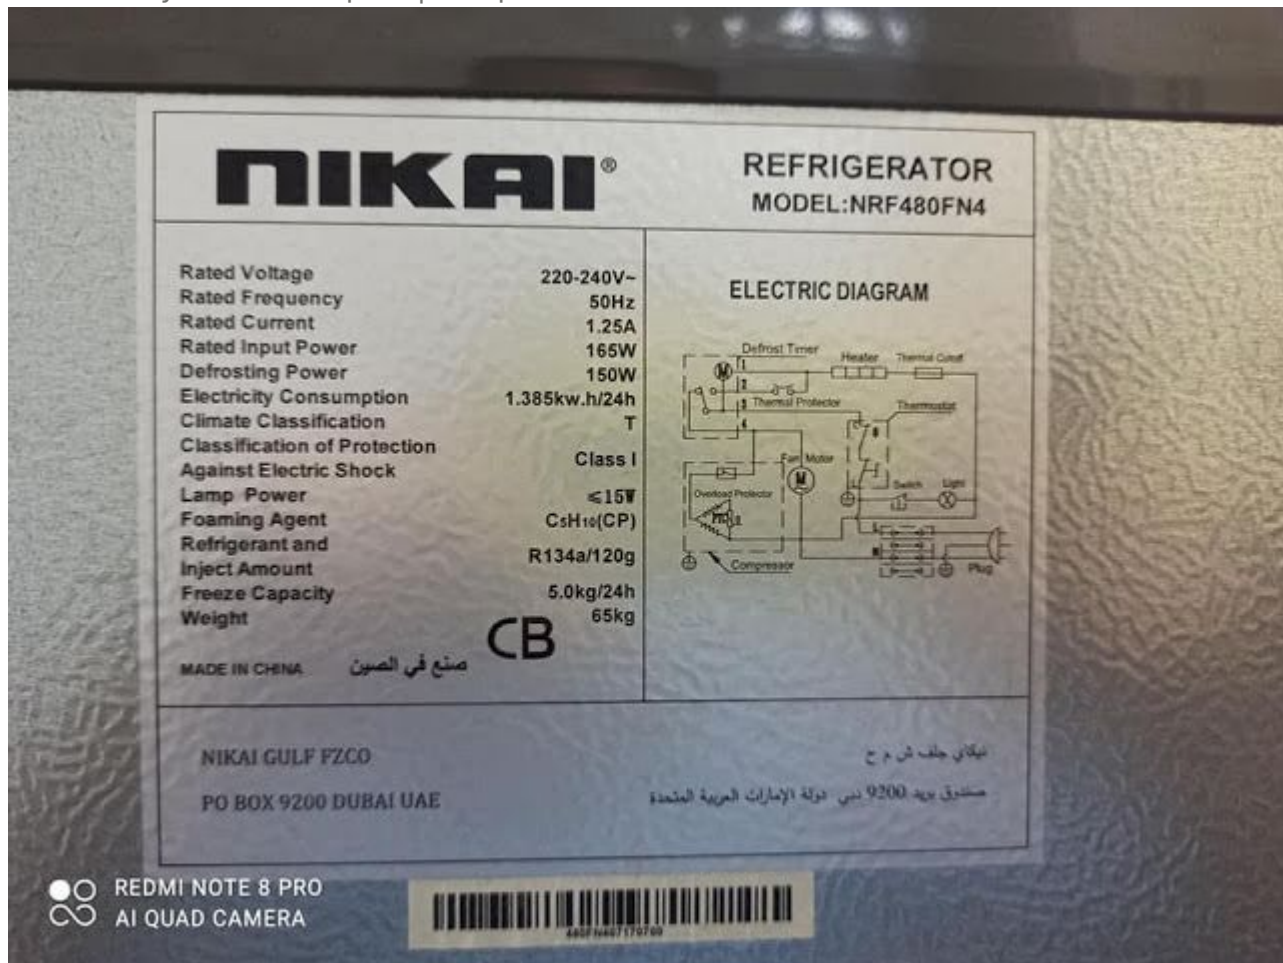 NIKAI®
REFRIGERATOR
MODEL:NRF480FN4
Rated Voltage 220-240V~
Rated Frequency 50Hz
Rated Current 1.25A
Rated Input Power 165W
Defrosting Power 150W
Electricity Consumption 1.385kw.h/24h
Climate Classification T
Classification of Protection
Against Electric Shock Class I
Lamp Power ≤15W
Foaming Agent C5H10(CP)
Refrigerant and
Inject Amount R134a/120g
Freeze Capacity 5.0kg/24h
Weight 65kg
CB
MADE IN CHINA صنع في الصين
ELECTRIC DIAGRAM
Defrost Timer
Heater
Thermal Cutoff
M
1
2
3
4
Thermal Protector
Thermostat
Fan Motor
M
Overload Protector
Switch
Light
L
N
Compressor
Plug
NIKAI GULF FZCO
نيكاي جلف ش م ح
PO BOX 9200 DUBAI UAE
صندوق بريد 9200 دبي دولة الإمارات العربية المتحدة
REDMI NOTE 8 PRO
AI QUAD CAMERA